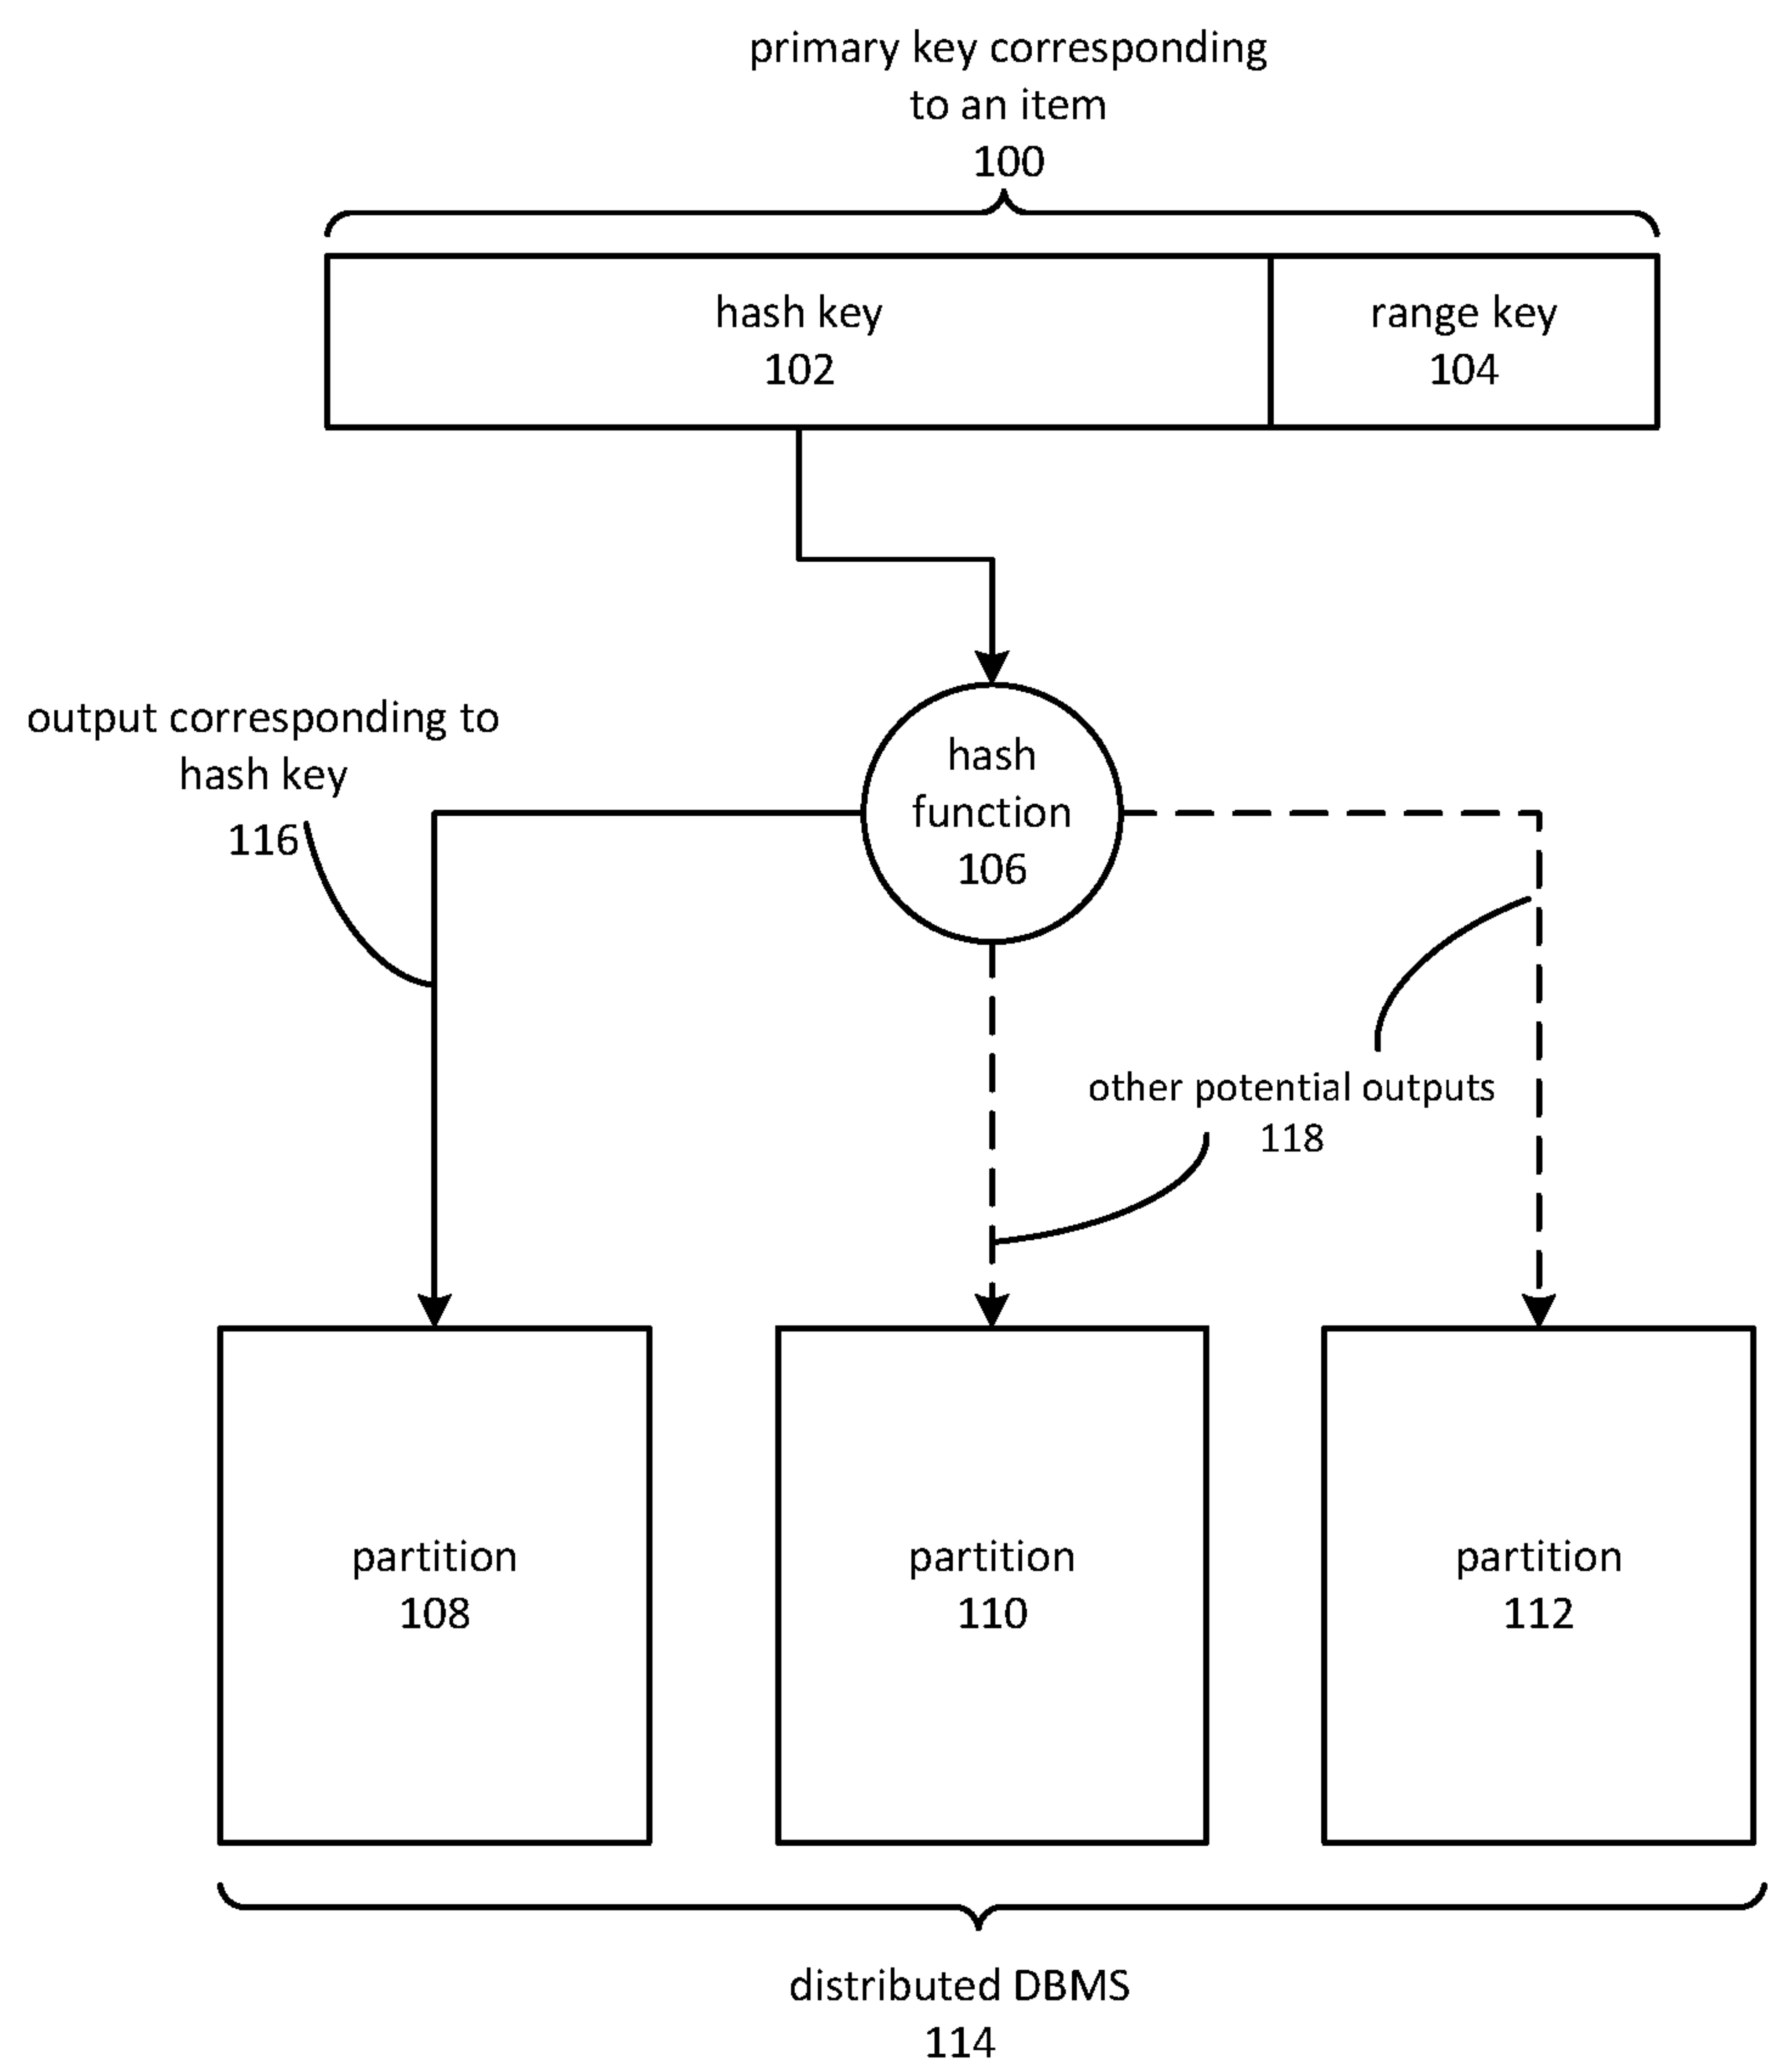 primary key corresponding
to an item
100
hash key
102
range key
104
output corresponding to
hash key
116
hash
function
106
other potential outputs
118
partition
108
partition
110
partition
112
distributed DBMS
114